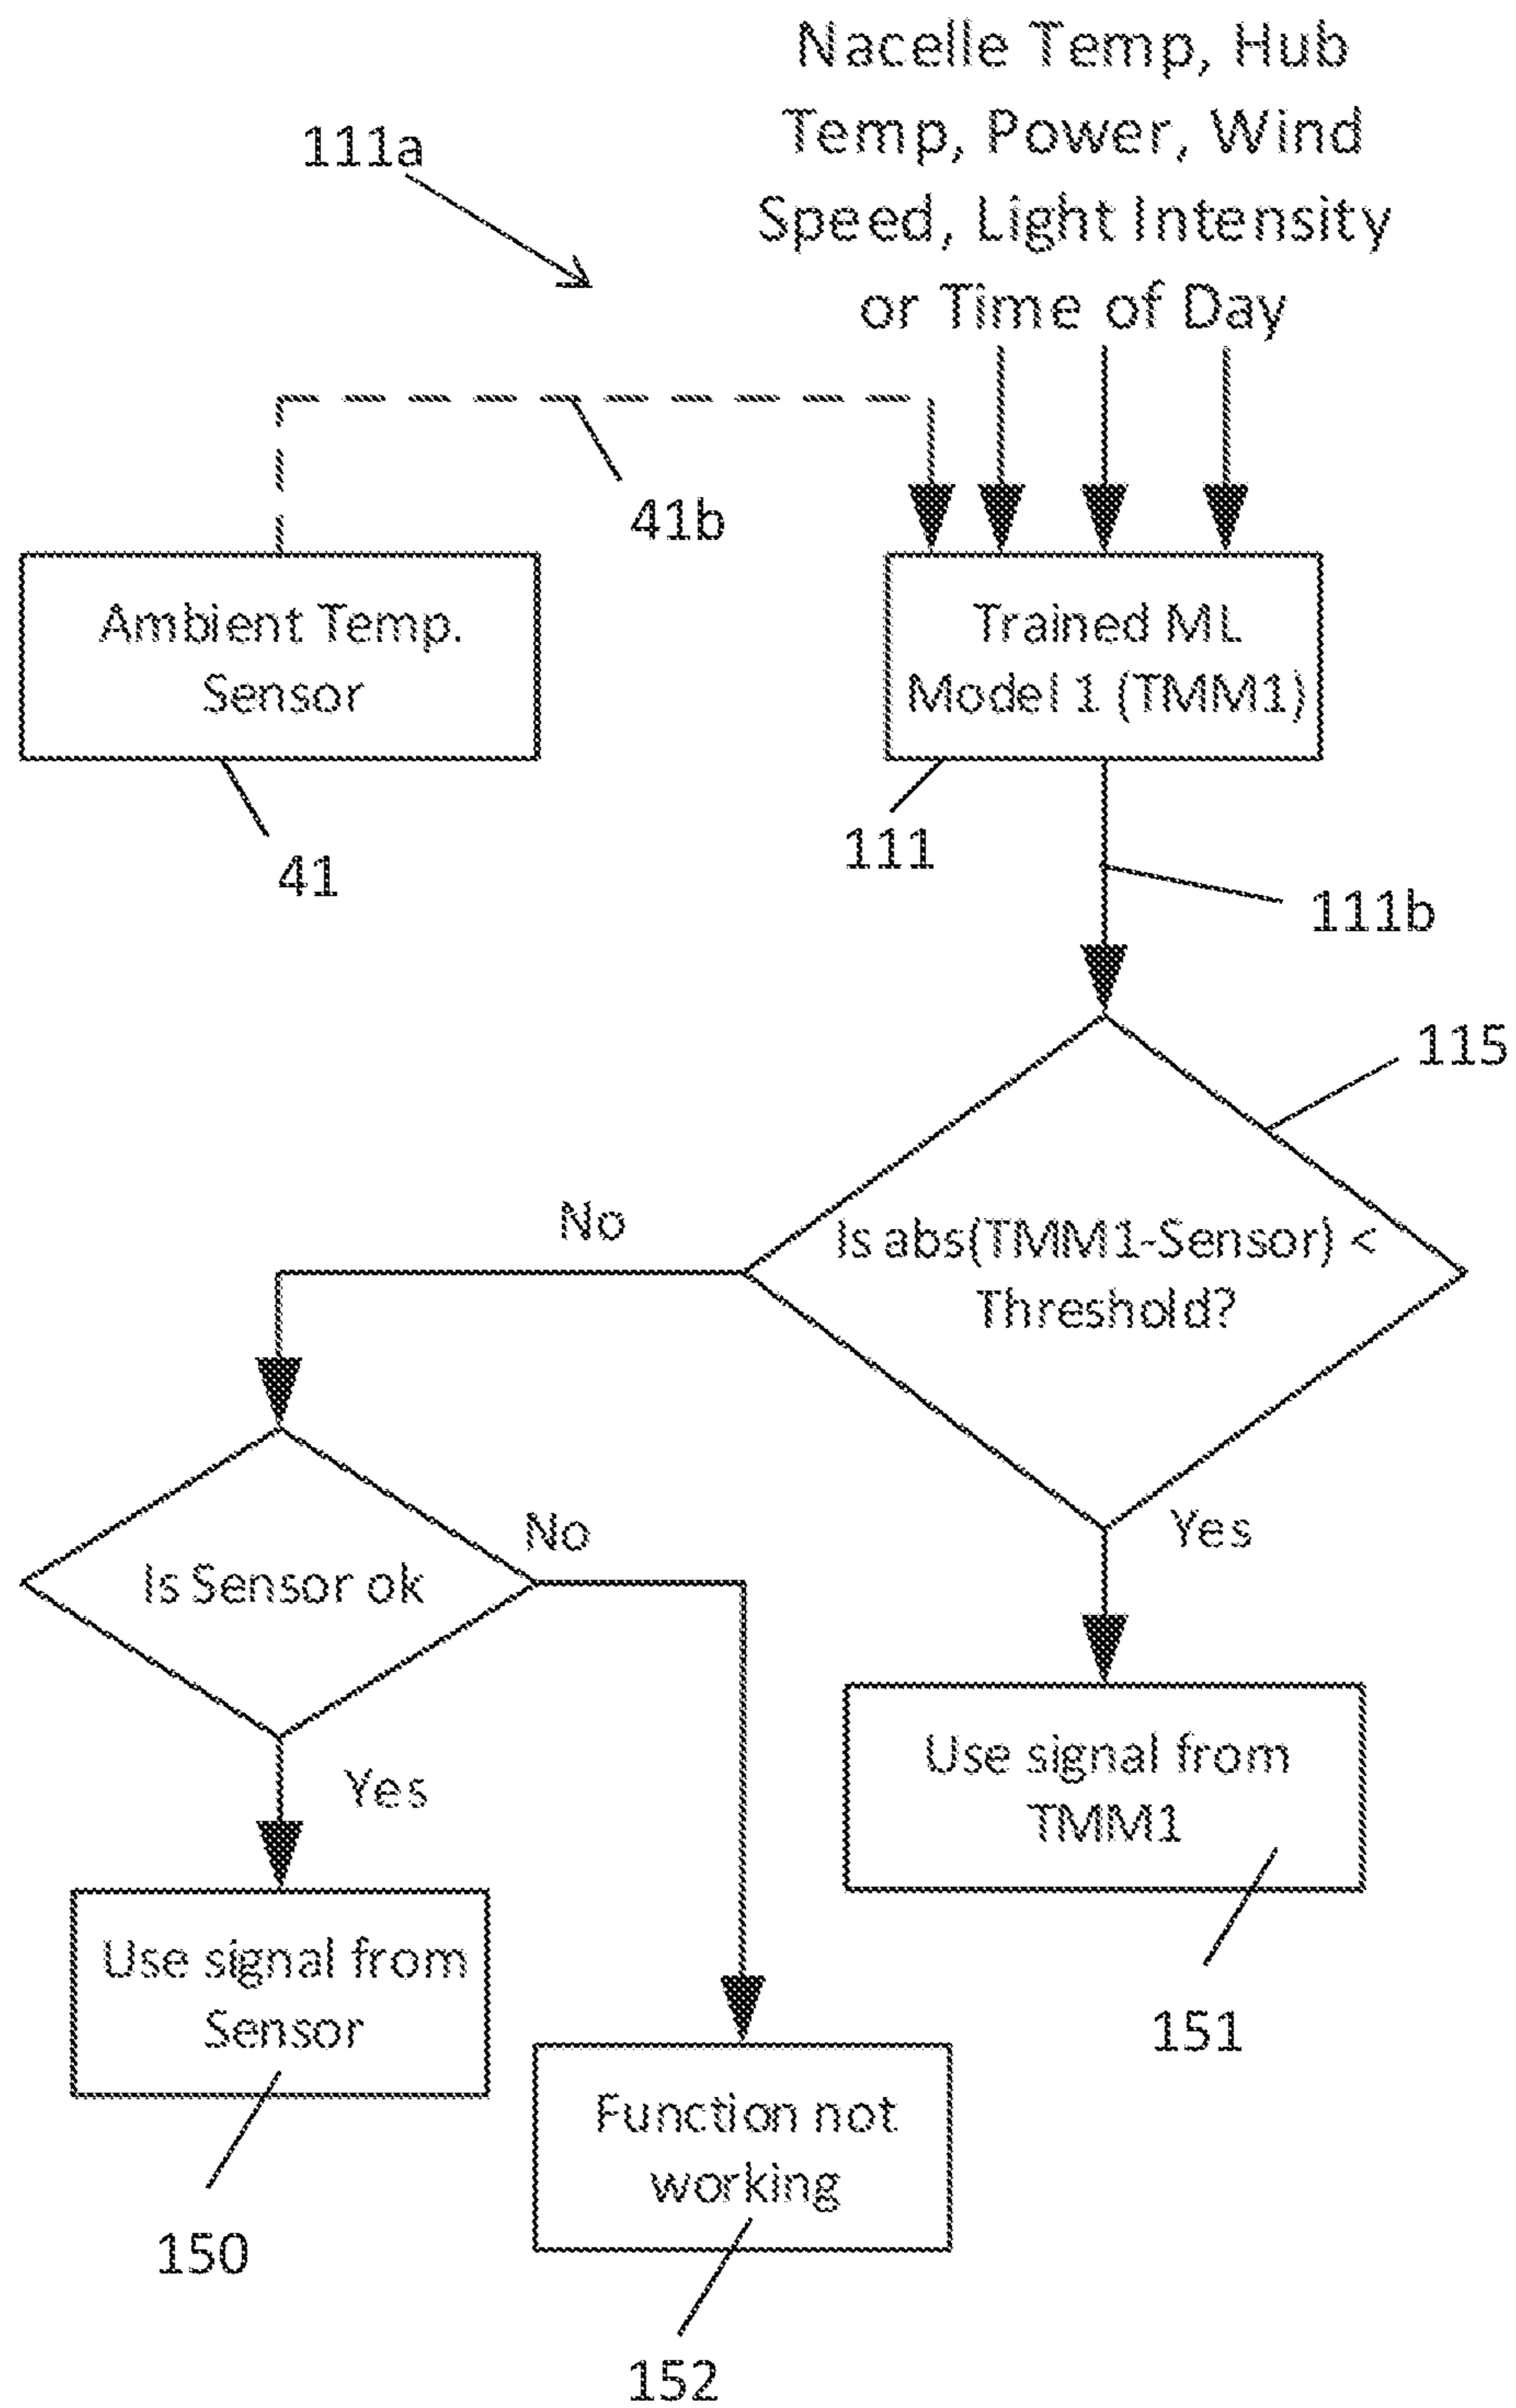 Nacelle Temp, Hub
Temp, Power, Wind
Speed, Light Intensity
or Time of Day
111a
41b
Ambient Temp.
Sensor
Trained ML
Model 1 (TMM1)
41
111
111b
115
Is abs(TMM1-Sensor) <
Threshold?
No
Yes
Is Sensor ok
No
Yes
Use signal from
TMM1
151
Use signal from
Sensor
150
Function not
working
152